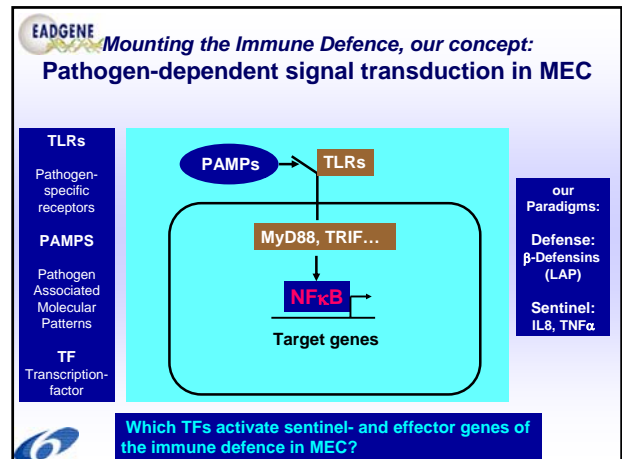 EADGENE
Mounting the Immune Defence, our concept:
Pathogen-dependent signal transduction in MEC
TLRs
Pathogen-
specific
receptors
PAMPS
Pathogen
Associated
Molecular
Patterns
TF
Transcription-
factor
PAMPs
TLRs
MyD88, TRIF…
NFκB
Target genes
our
Paradigms:
Defense:
β-Defensins
(LAP)
Sentinel:
IL8, TNFα
Which TFs activate sentinel- and effector genes of
the immune defence in MEC?
6